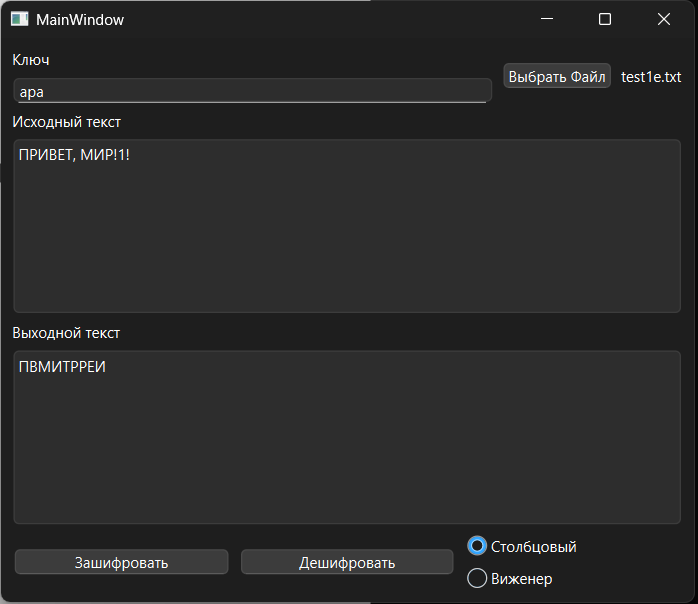 MainWindow
Ключ
ара
Выбрать Файл
test1e.txt
Исходный текст
ПРИВЕТ, МИР!1!
Выходной текст
ПВМИТРРЕИ
Зашифровать
Дешифровать
Столбцовый
Виженер